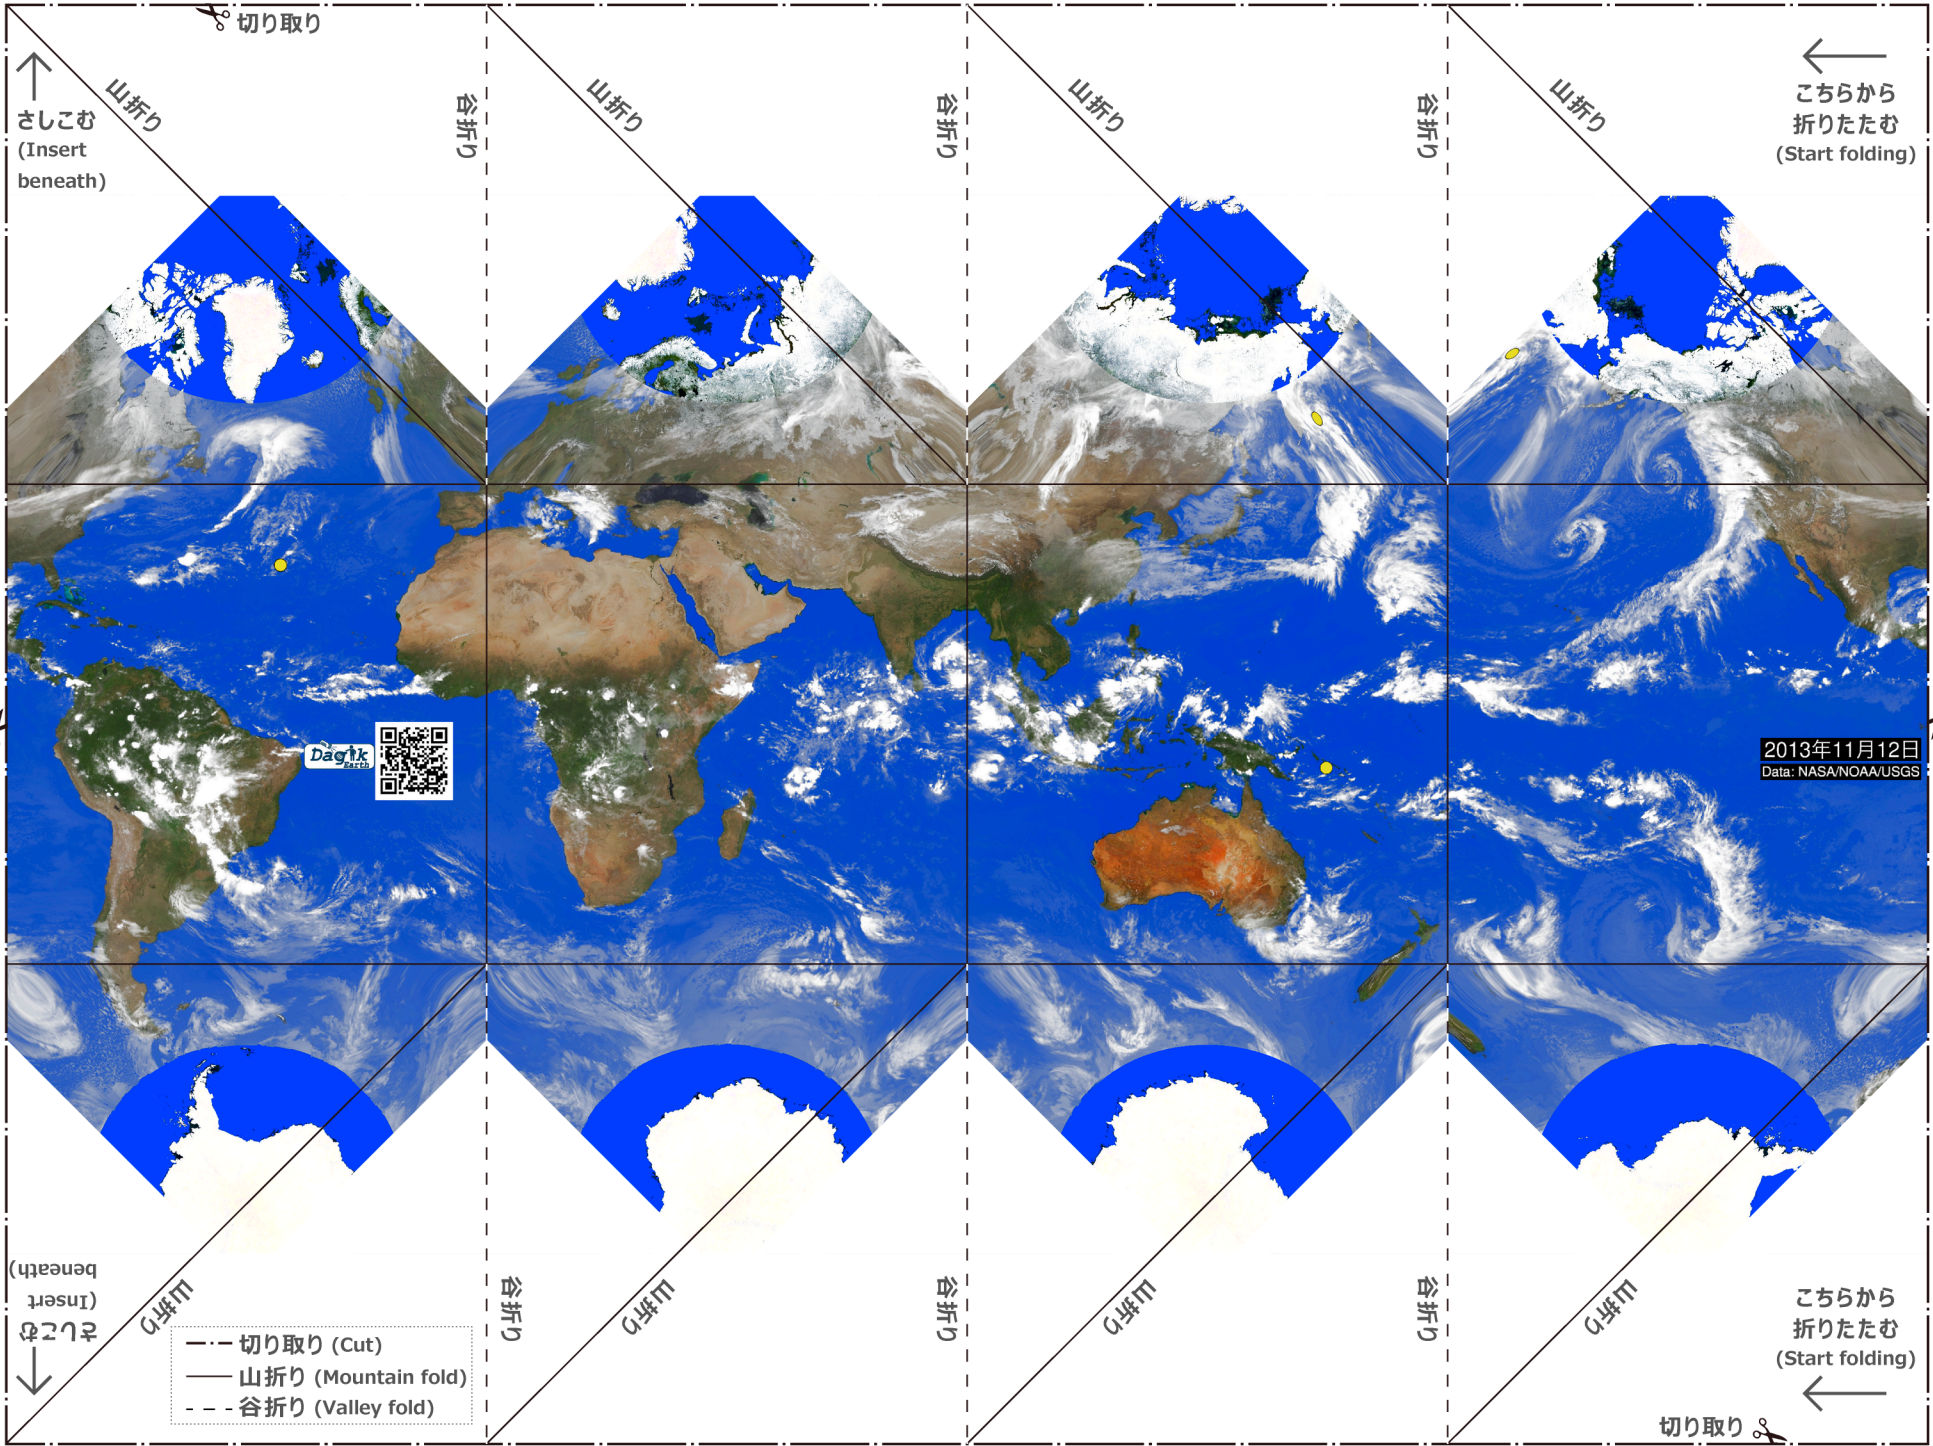 切り取り
山折り
谷折り
山折り
谷折り
山折り
谷折り
山折り
さしこむ
(Insert
beneath)
こちらから
折りたたむ
(Start folding)
Dagik
Earth
2013年11月12日
Data: NASA/NOAA/USGS
さしこむ
(Insert
beneath)
山折り
谷折り
山折り
谷折り
山折り
谷折り
山折り
切り取り (Cut)
山折り (Mountain fold)
谷折り (Valley fold)
こちらから
折りたたむ
(Start folding)
切り取り